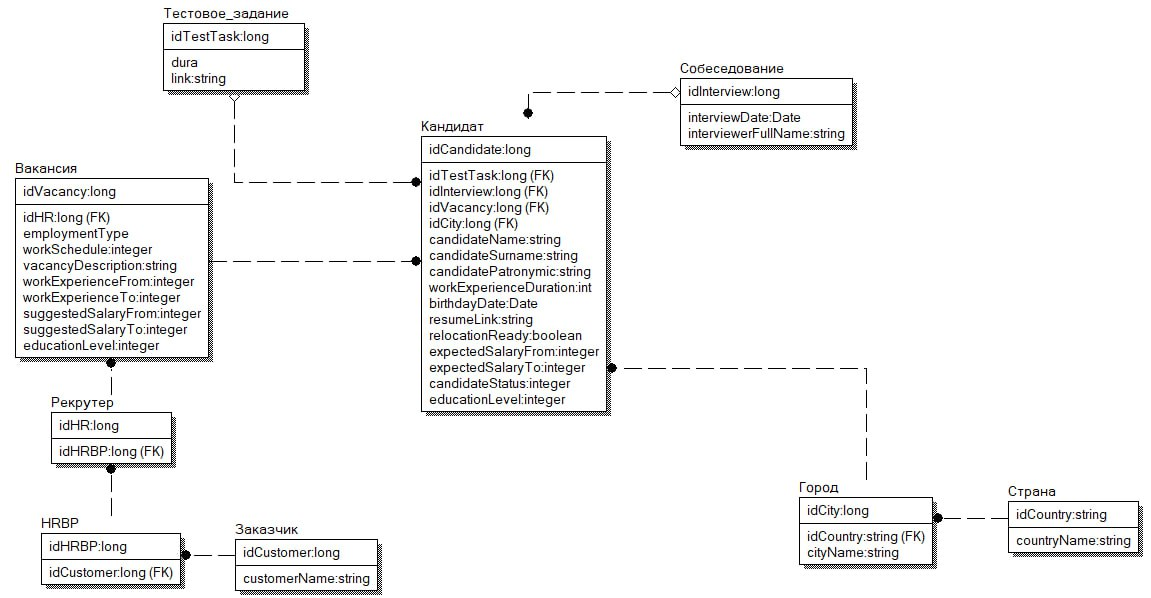 Тестовое_задание
idTestTask:long
dura
link:string
Собеседование
idInterview:long
interviewDate:Date
interviewerFullName:string
Кандидат
idCandidate:long
idTestTask:long (FK)
idInterview:long (FK)
idVacancy:long (FK)
idCity:long (FK)
candidateName:string
candidateSurname:string
candidatePatronymic:string
workExperienceDuration:int
birthdayDate:Date
resumeLink:string
relocationReady:boolean
expectedSalaryFrom:integer
expectedSalaryTo:integer
candidateStatus:integer
educationLevel:integer
Вакансия
idVacancy:long
idHR:long (FK)
employmentType
workSchedule:integer
vacancyDescription:string
workExperienceFrom:integer
workExperienceTo:integer
suggestedSalaryFrom:integer
suggestedSalaryTo:integer
educationLevel:integer
Рекрутер
idHR:long
idHRBP:long (FK)
HRBP
idHRBP:long
idCustomer:long (FK)
Заказчик
idCustomer:long
customerName:string
Город
idCity:long
idCountry:string (FK)
cityName:string
Страна
idCountry:string
countryName:string